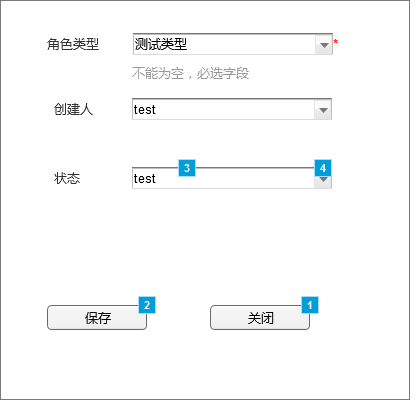 角色类型 测试类型 *
不能为空，必选字段
创建人 test
3 4
状态 test
2 1
保存 关闭